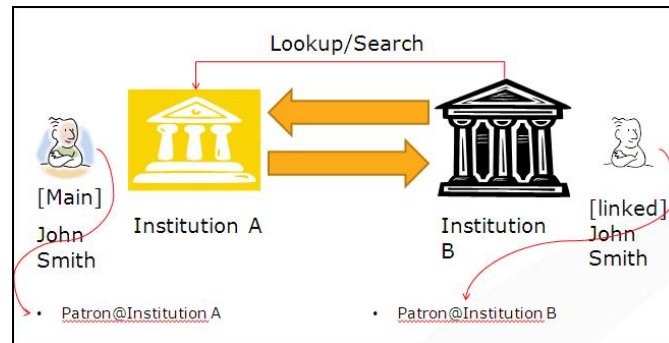 Lookup/Search
[Main]
John
Smith
Institution A
Institution
B
[linked]
John
Smith
• Patron@Institution A
• Patron@Institution B